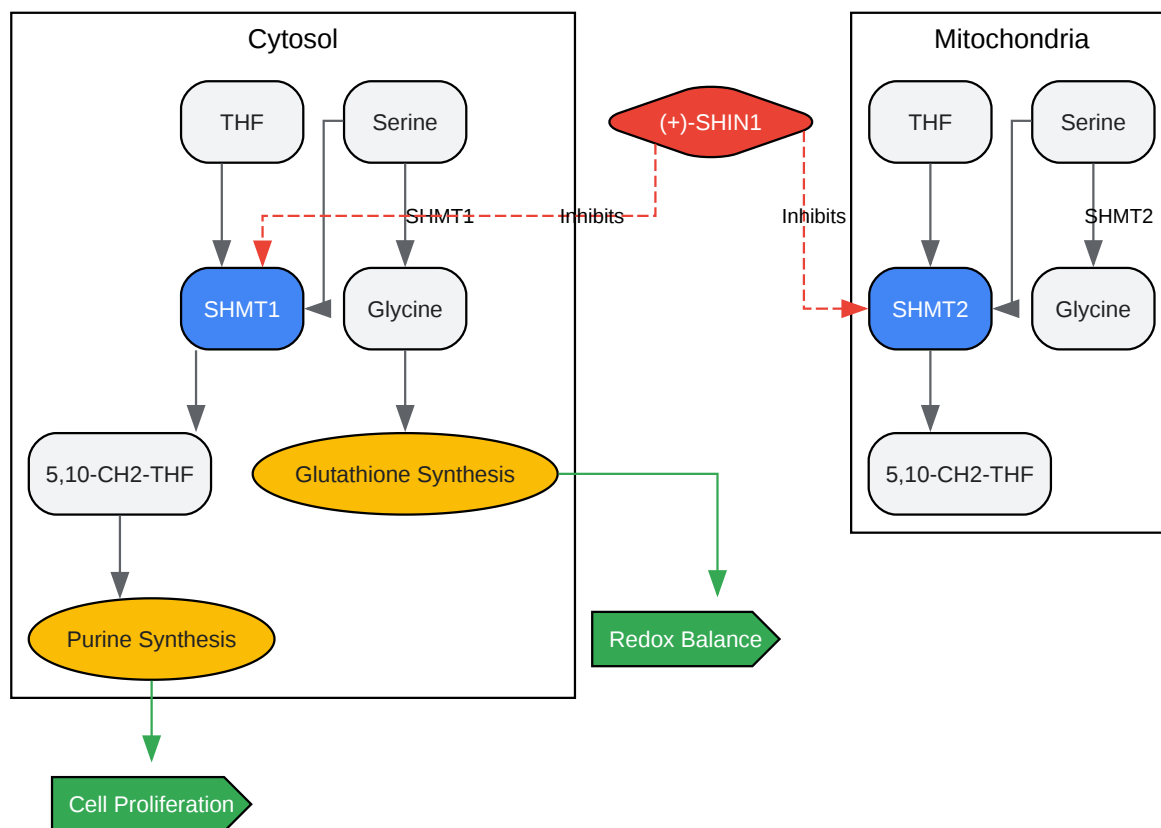 Cytosol
Mitochondria
THF
Serine
(+)-SHIN1
THF
Serine
SHMT1
Inhibits
Inhibits
SHMT2
SHMT1
Glycine
SHMT2
Glycine
5,10-CH2-THF
Glutathione Synthesis
5,10-CH2-THF
Purine Synthesis
Redox Balance
Cell Proliferation